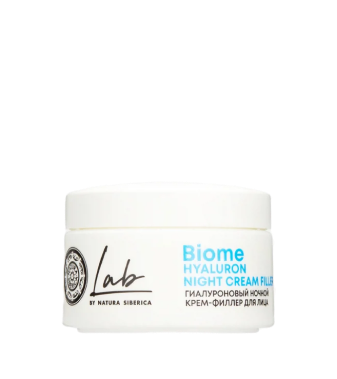 Lab
BY NATURA SIBERICA
Biome
HYALURON
NIGHT CREAM FILLER
ГИАЛУРОНОВЫЙ НОЧНОЙ
КРЕМ-ФИЛЛЕР ДЛЯ ЛИЦА